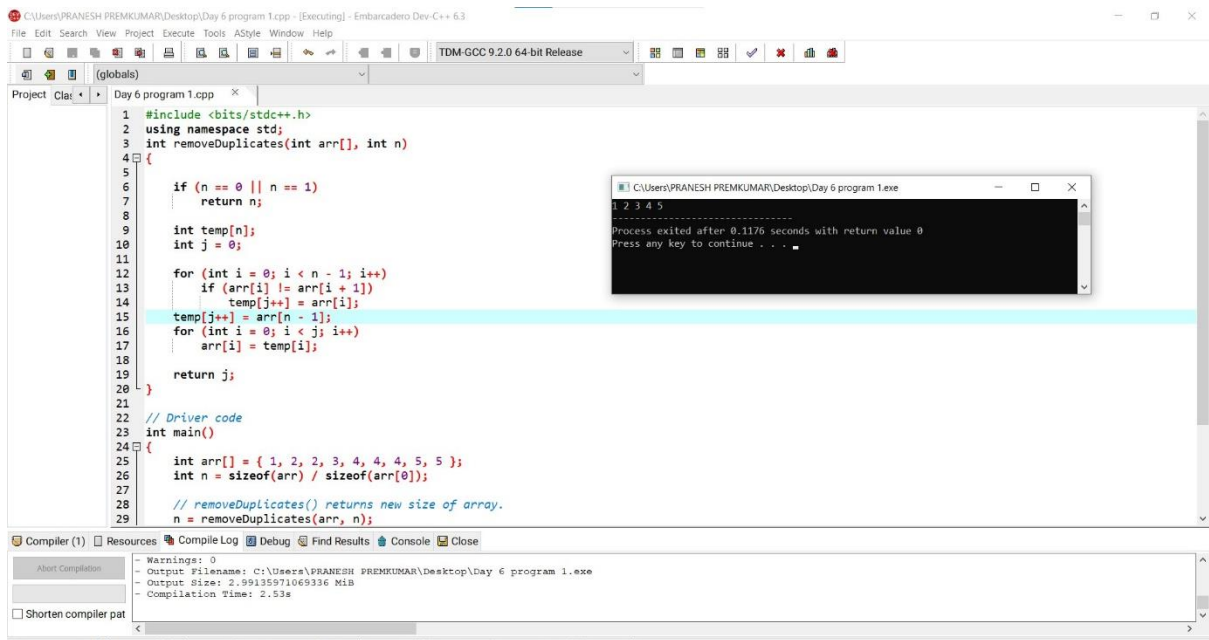 C:\Users\PRANESH PREMKUMAR\Desktop\Day 6 program 1.cpp - [Executing] - Embarcadero Dev-C++ 6.3
File Edit Search View Project Execute Tools AStyle Window Help
TDM-GCC 9.2.0 64-bit Release
(globals)
Project Clas Day 6 program 1.cpp
1 #include <bits/stdc++.h>
2 using namespace std;
3 int removeDuplicates(int arr[], int n)
4 {
5
6 if (n == 0 || n == 1)
7 return n;
8
9 int temp[n];
10 int j = 0;
11
12 for (int i = 0; i < n - 1; i++)
13 if (arr[i] != arr[i + 1])
14 temp[j++] = arr[i];
15 temp[j++] = arr[n - 1];
16 for (int i = 0; i < j; i++)
17 arr[i] = temp[i];
18
19 return j;
20 }
21
22 // Driver code
23 int main()
24 {
25 int arr[] = { 1, 2, 2, 3, 4, 4, 4, 5, 5 };
26 int n = sizeof(arr) / sizeof(arr[0]);
27
28 // removeDuplicates() returns new size of array.
29 n = removeDuplicates(arr, n);
C:\Users\PRANESH PREMKUMAR\Desktop\Day 6 program 1.exe
1 2 3 4 5
--------------------------------
Process exited after 0.1176 seconds with return value 0
Press any key to continue . . .
Compiler (1) Resources Compile Log Debug Find Results Console Close
Abort Compilation
Shorten compiler pat
- Warnings: 0
- Output Filename: C:\Users\PRANESH PREMKUMAR\Desktop\Day 6 program 1.exe
- Output Size: 2.99135971069336 MiB
- Compilation Time: 2.53s